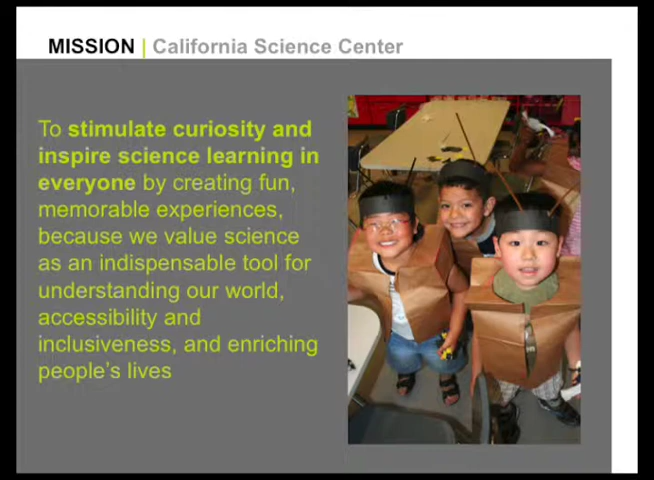 MISSION | California Science Center
To stimulate curiosity and
inspire science learning in
everyone by creating fun,
memorable experiences,
because we value science
as an indispensable tool for
understanding our world,
accessibility and
inclusiveness, and enriching
people's lives